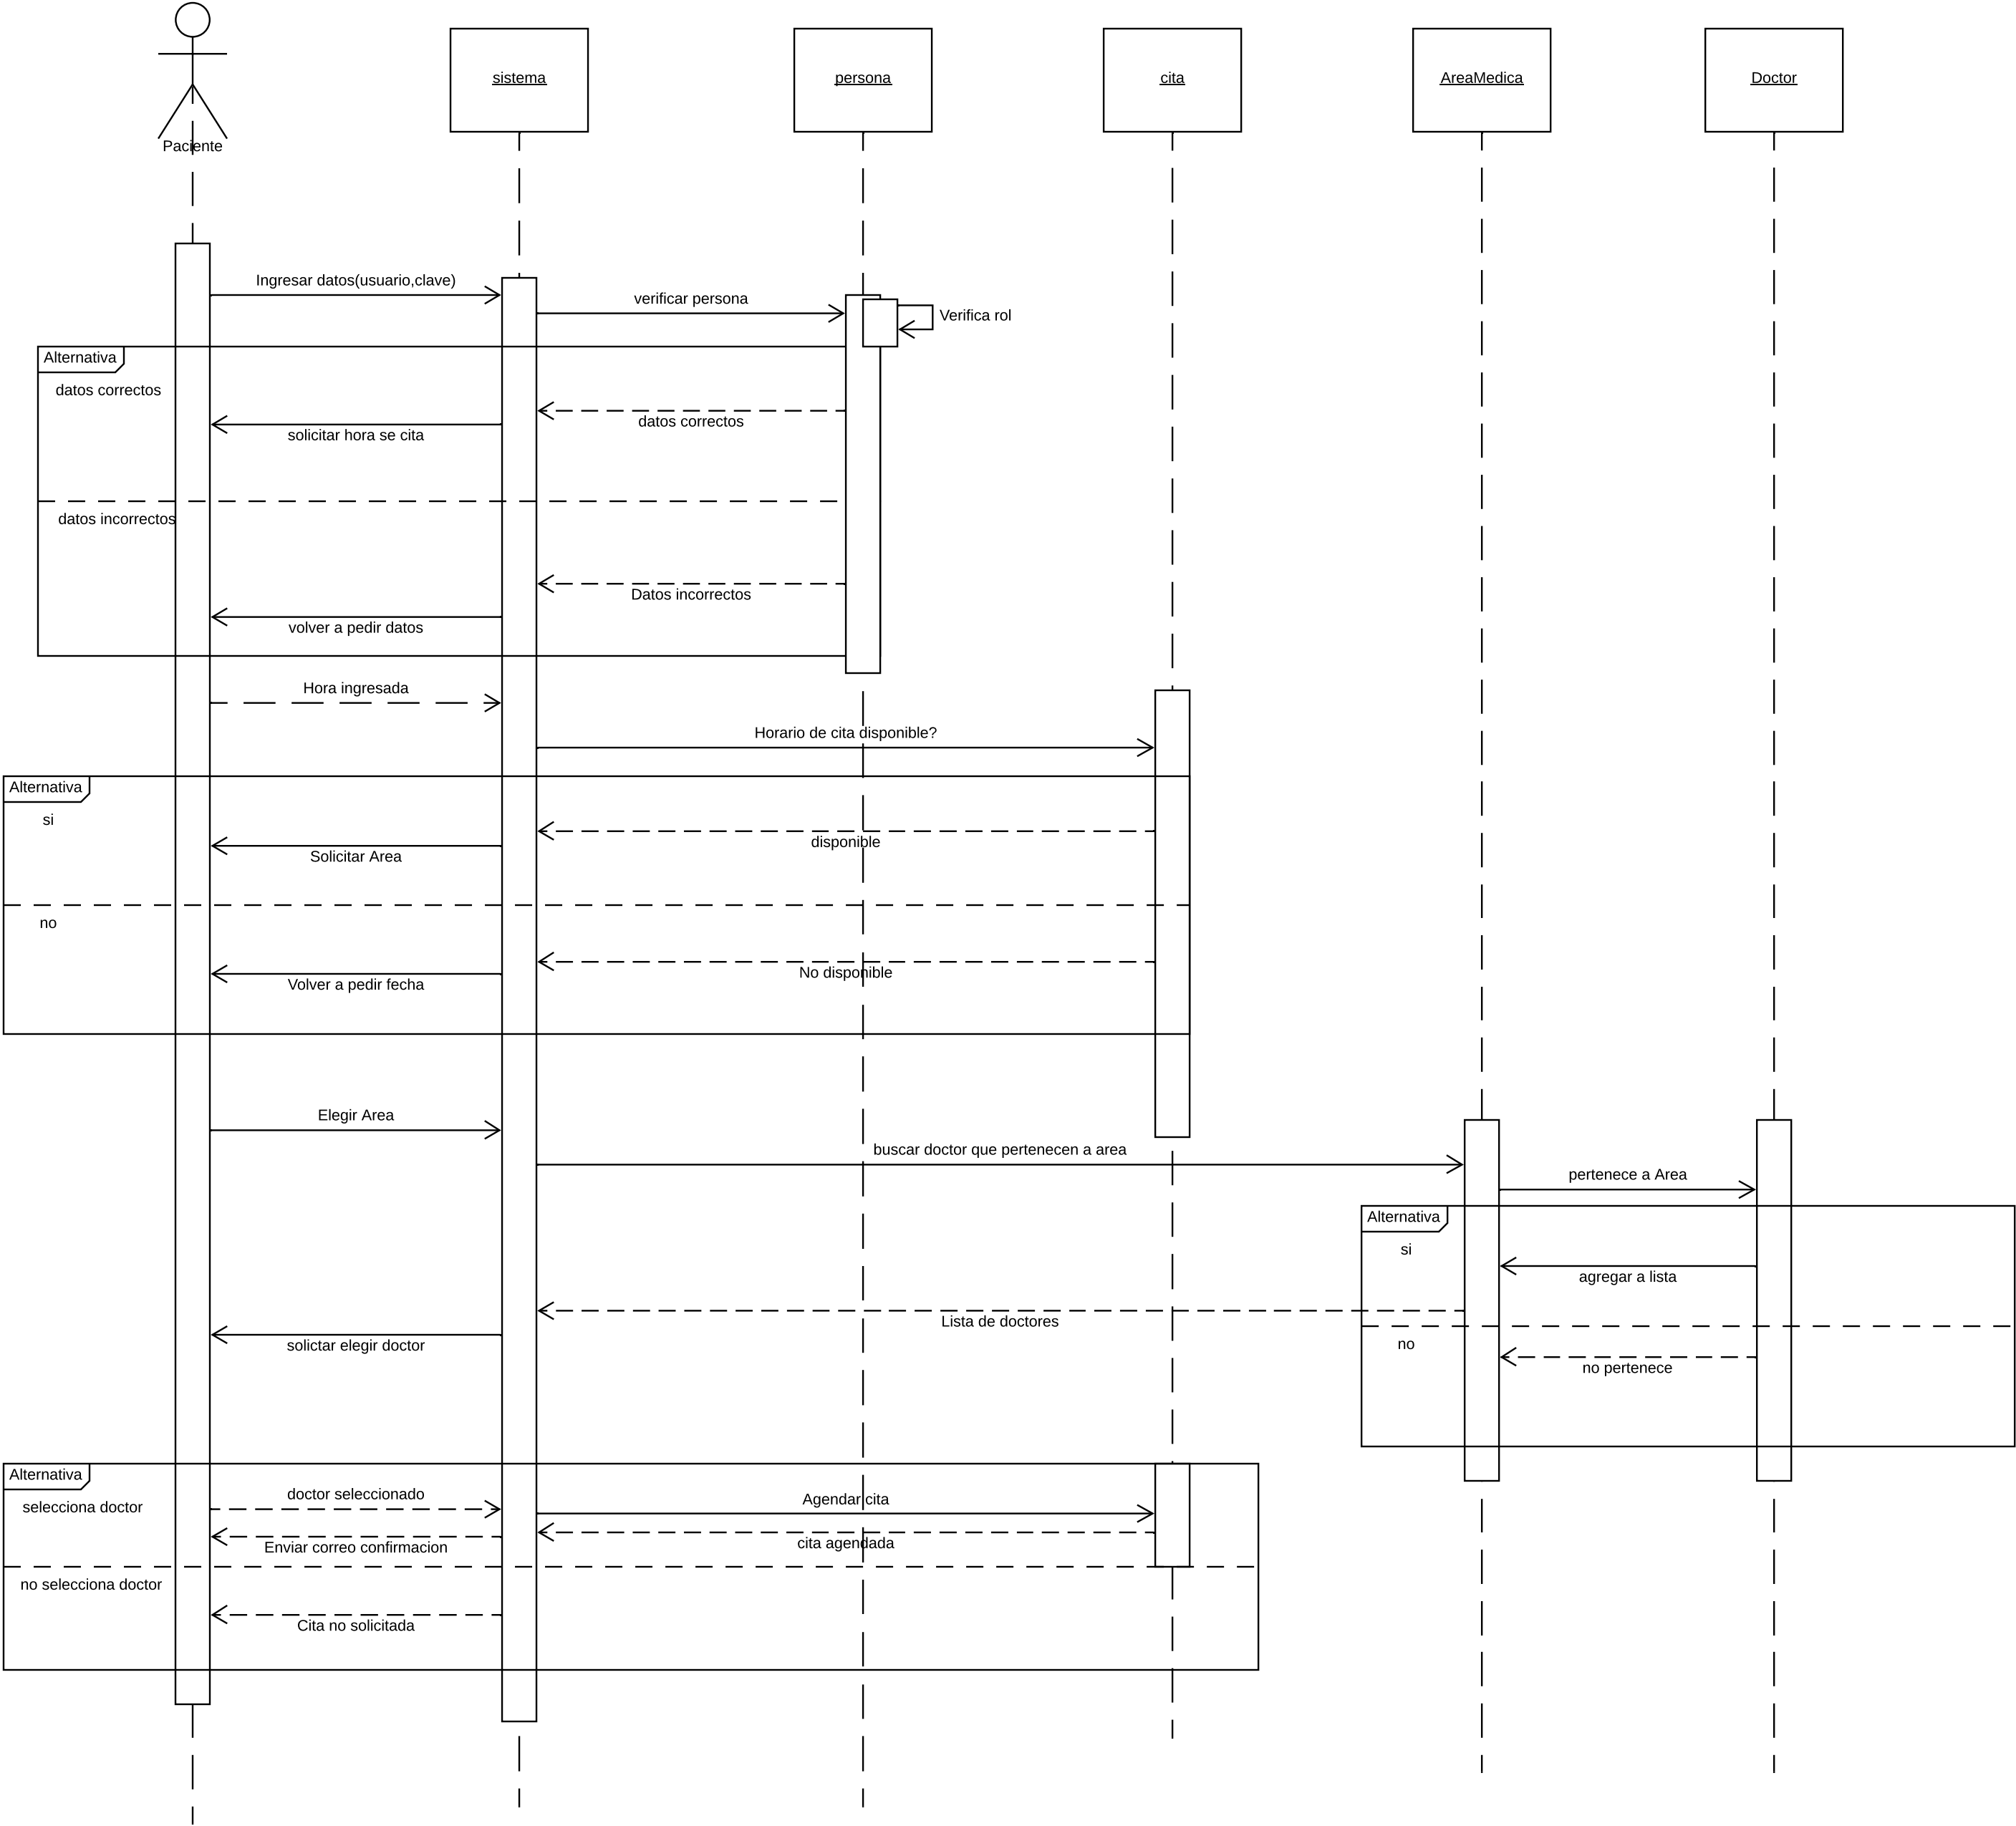 Paciente
sistema
persona
cita
AreaMedica
Doctor
Ingresar datos(usuario,clave)
verificar persona
Verifica rol
Alternativa
datos correctos
datos correctos
solicitar hora se cita
datos incorrectos
Datos incorrectos
volver a pedir datos
Hora ingresada
Horario de cita disponible?
Alternativa
si
disponible
Solicitar Area
no
No disponible
Volver a pedir fecha
Elegir Area
buscar doctor que pertenecen a area
pertenece a Area
Alternativa
si
agregar a lista
Lista de doctores
solictar elegir doctor
no
no pertenece
Alternativa
selecciona doctor
doctor seleccionado
Agendar cita
cita agendada
Enviar correo confirmacion
no selecciona doctor
Cita no solicitada